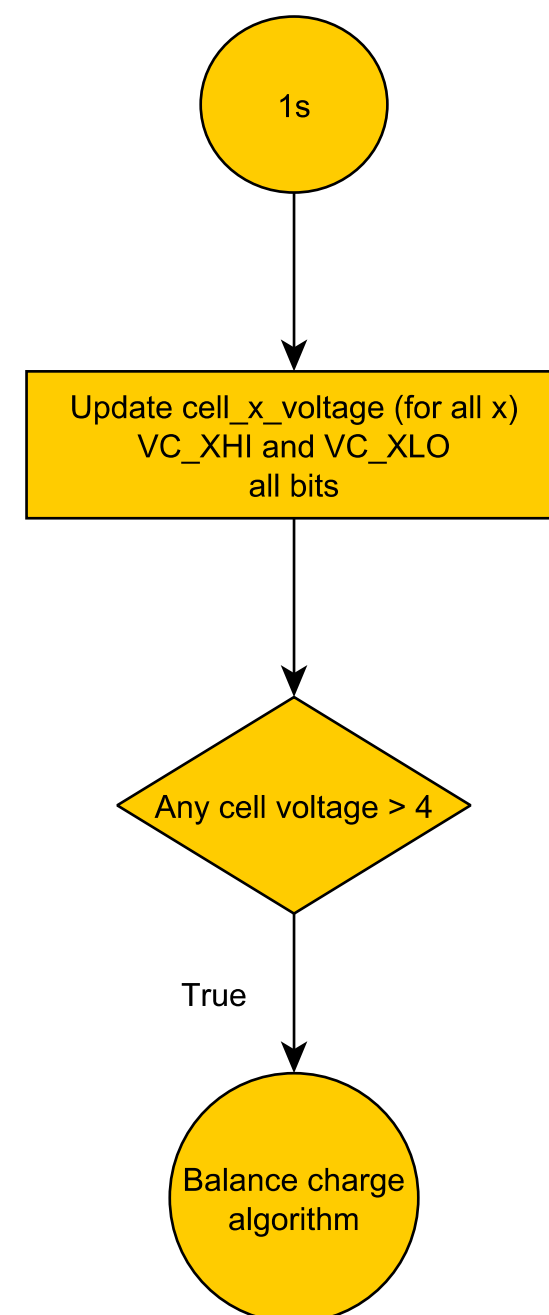 1s
Update cell_x_voltage (for all x)
VC_XHI and VC_XLO
all bits
Any cell voltage > 4
True
Balance charge
algorithm